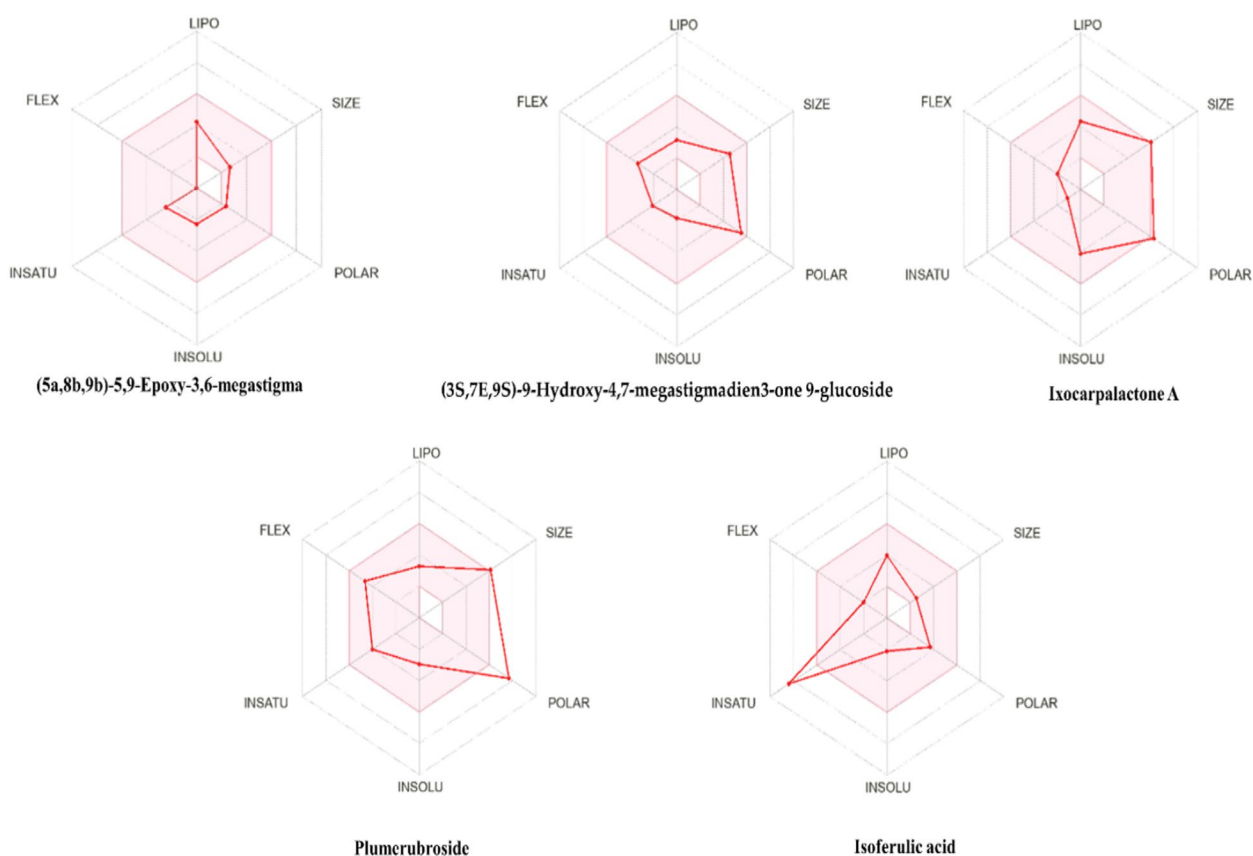 LIPO
FLEX
SIZE
INSATU
POLAR
INSOLU
(5a,8b,9b)-5,9-Epoxy-3,6-megastigma
LIPO
FLEX
SIZE
INSATU
POLAR
INSOLU
(3S,7E,9S)-9-Hydroxy-4,7-megastigmadien3-one 9-glucoside
LIPO
FLEX
SIZE
INSATU
POLAR
INSOLU
Ixocarpalactone A
LIPO
FLEX
SIZE
INSATU
POLAR
INSOLU
Plumerubroside
LIPO
FLEX
SIZE
INSATU
POLAR
INSOLU
Isoferulic acid